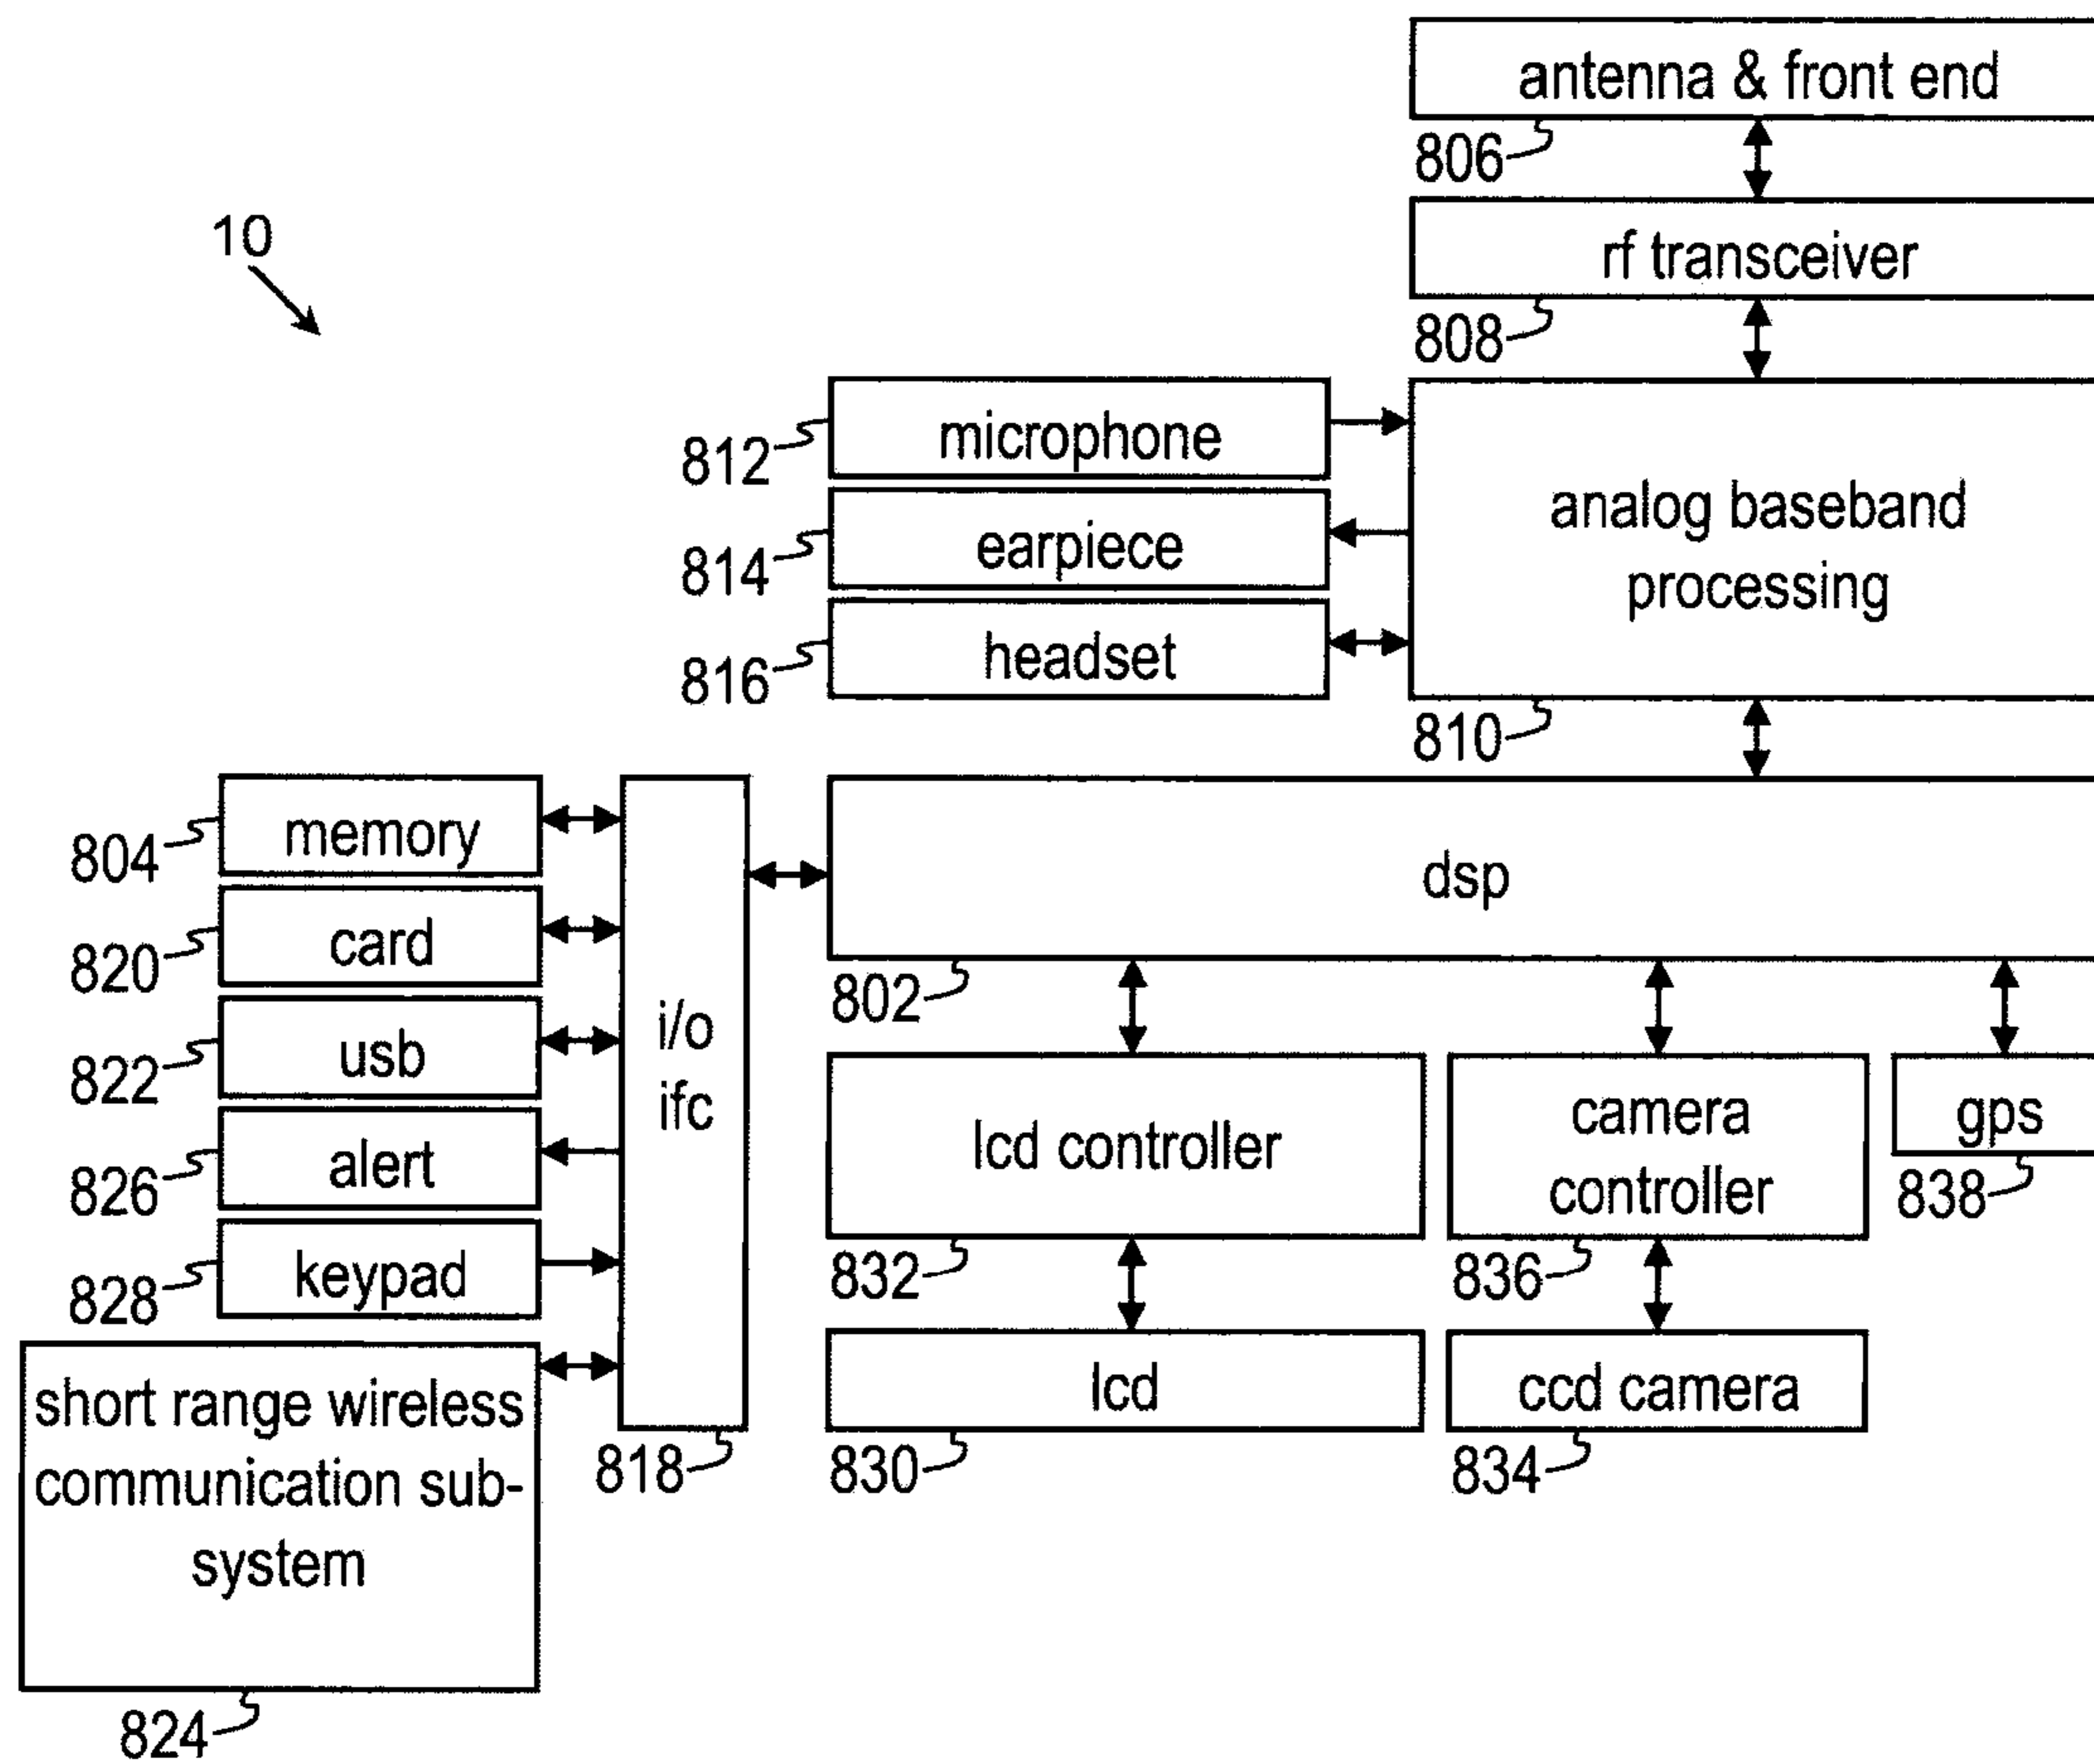 antenna & front end
806
10
rf transceiver
808
microphone
812
earpiece
814
headset
816
analog baseband
processing
810
memory
804
card
820
usb
822
alert
826
keypad
828
short range wireless
communication sub-
system
824
i/o
ifc
818
dsp
802
lcd controller
832
camera
controller
836
gps
838
lcd
830
ccd camera
834